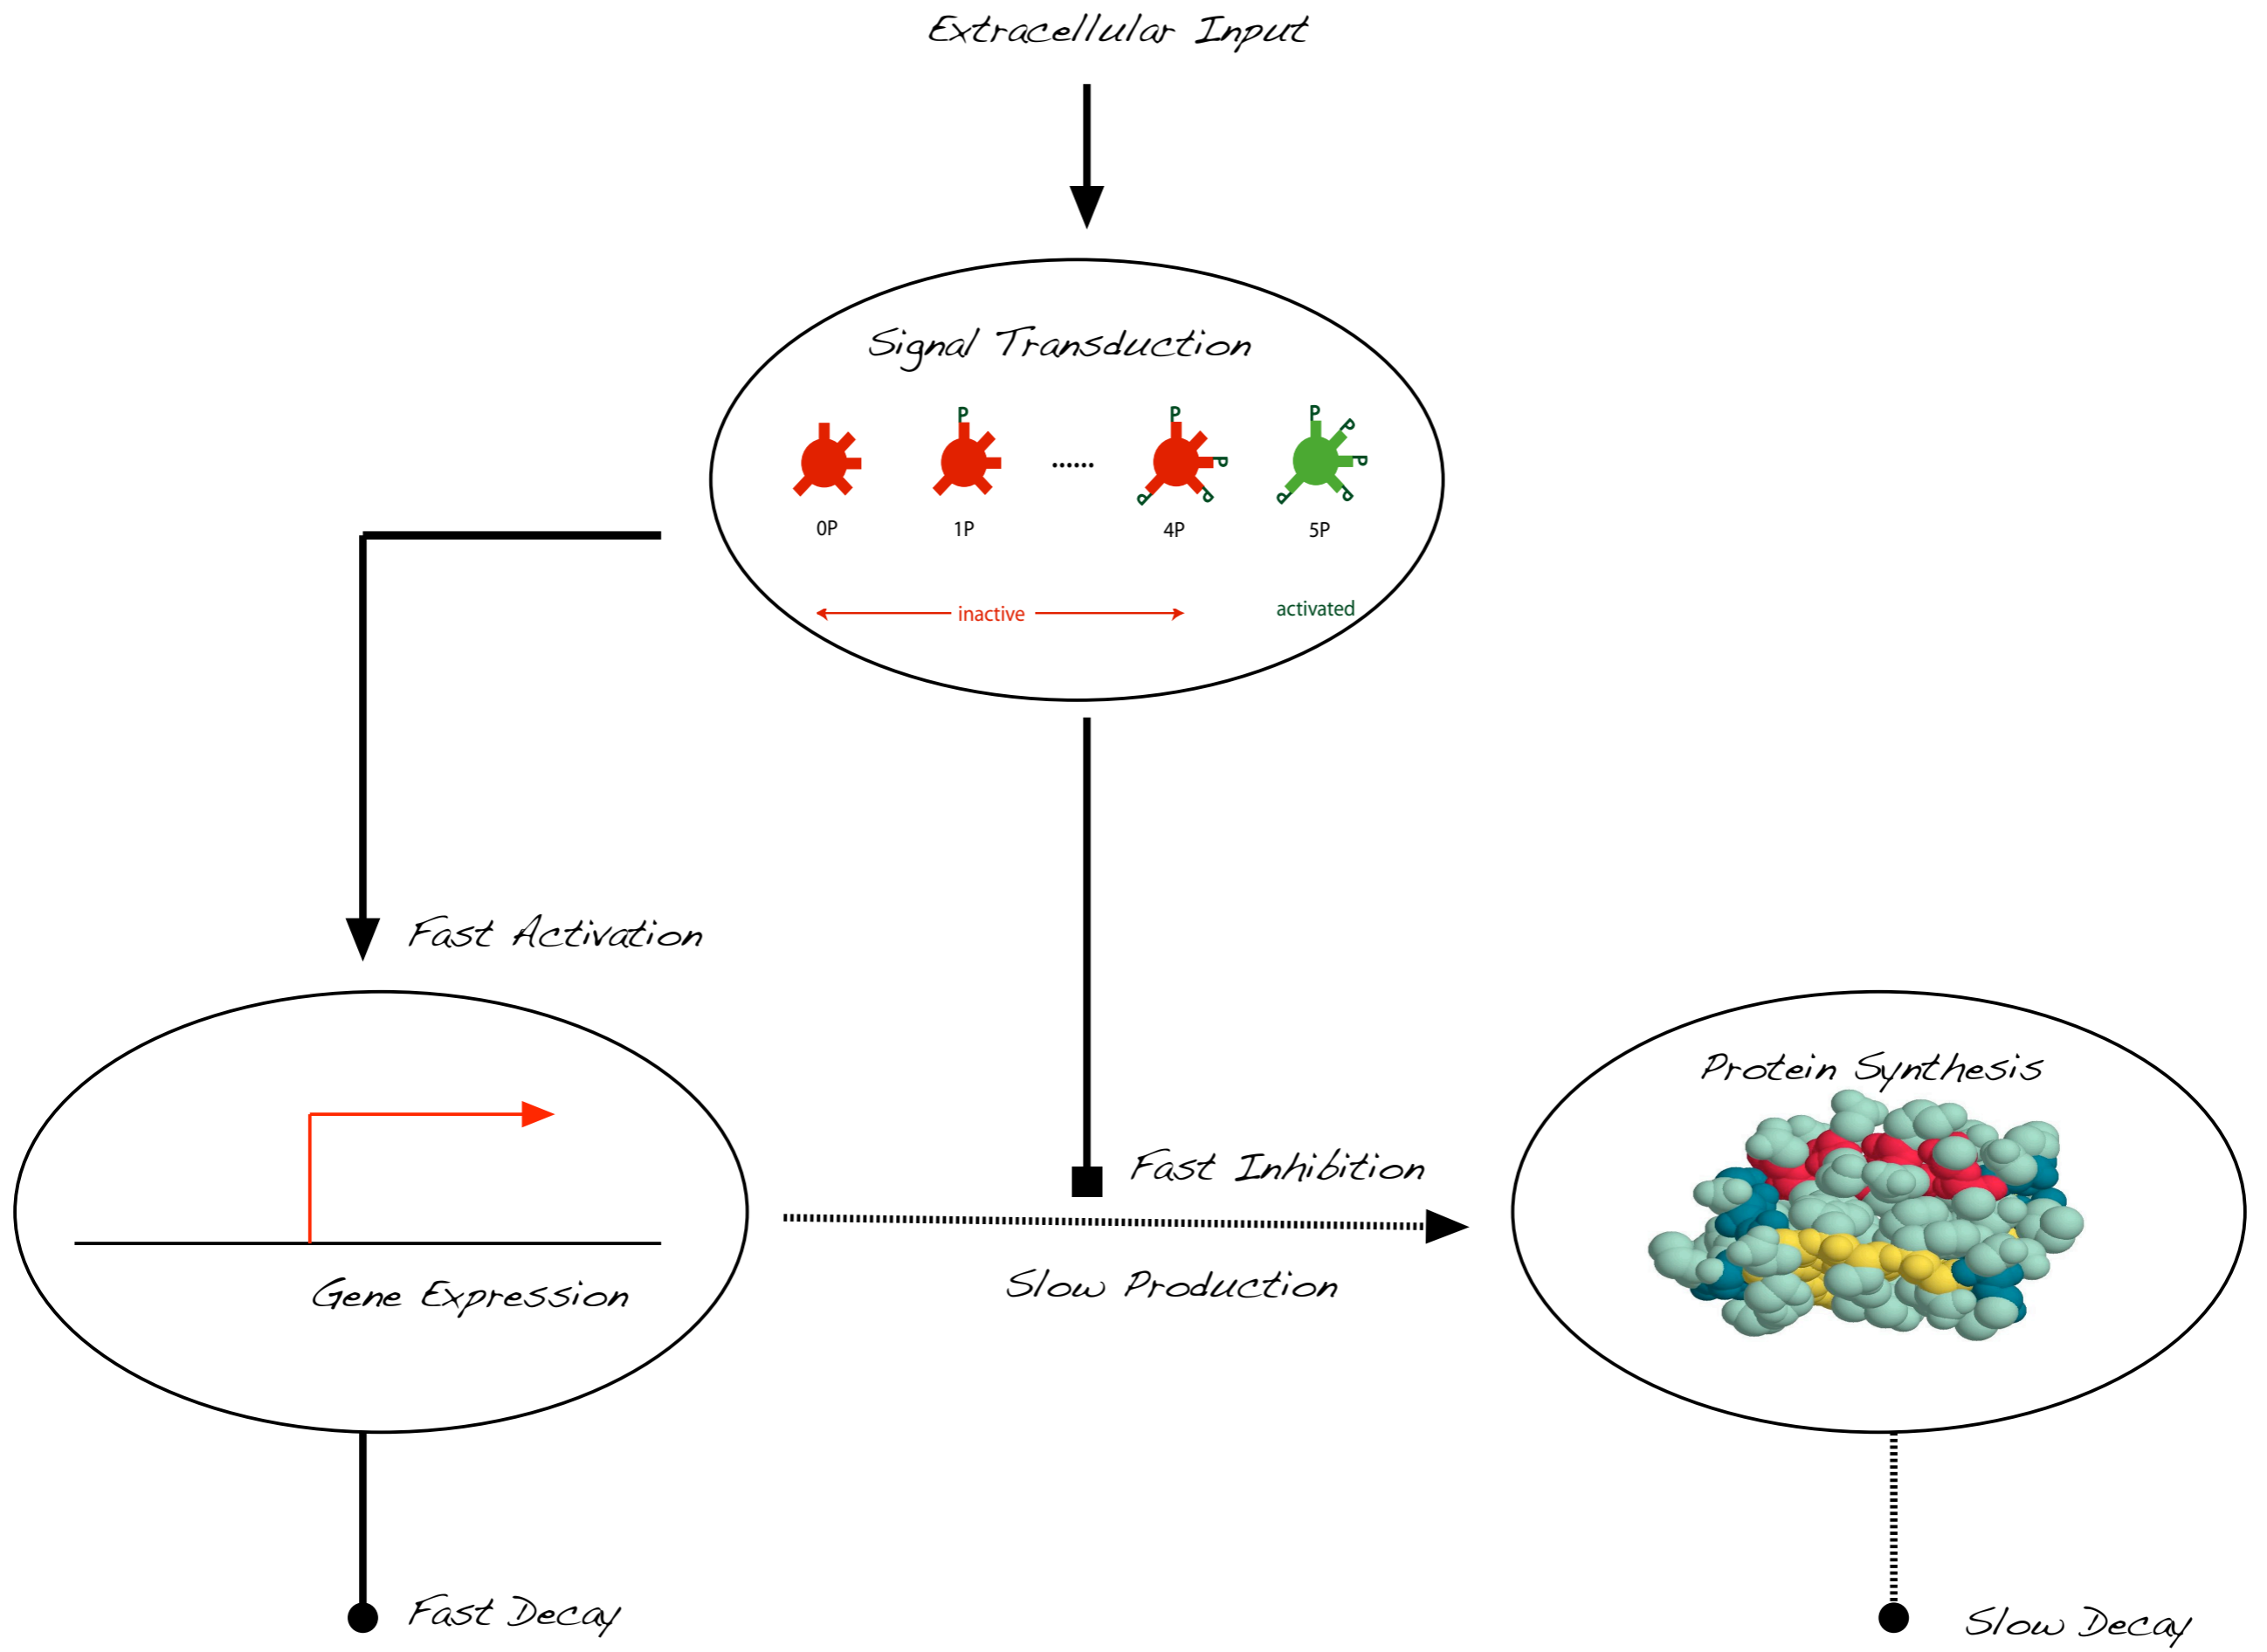 Extracellular Input
Signal Transduction
P P P P
P P
P P P P
0P 1P ...... 4P 5P
inactive activated
Fast Activation
Protein Synthesis
Fast Inhibition
Slow Production
Gene Expression
Fast Decay
Slow Decay